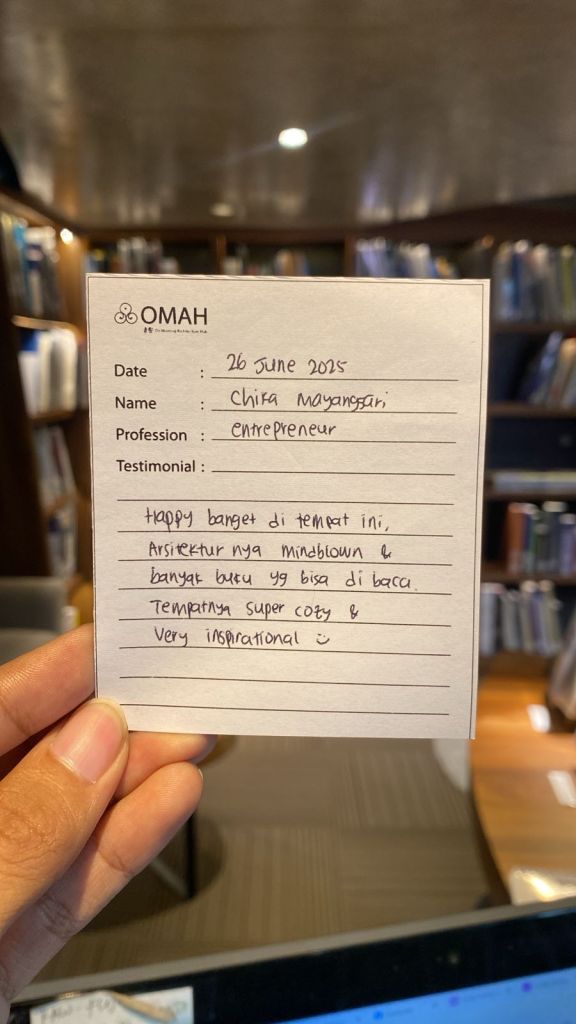 OMAH
Date : 26 June 2025
Name : Chika Mayangsari
Profession : entrepreneur
Testimonial :
Happy banget di tempat ini,
Arsitektur nya mindblown &
banyak buku yg bisa di baca.
Tempatnya super cozy &
Very inspirational